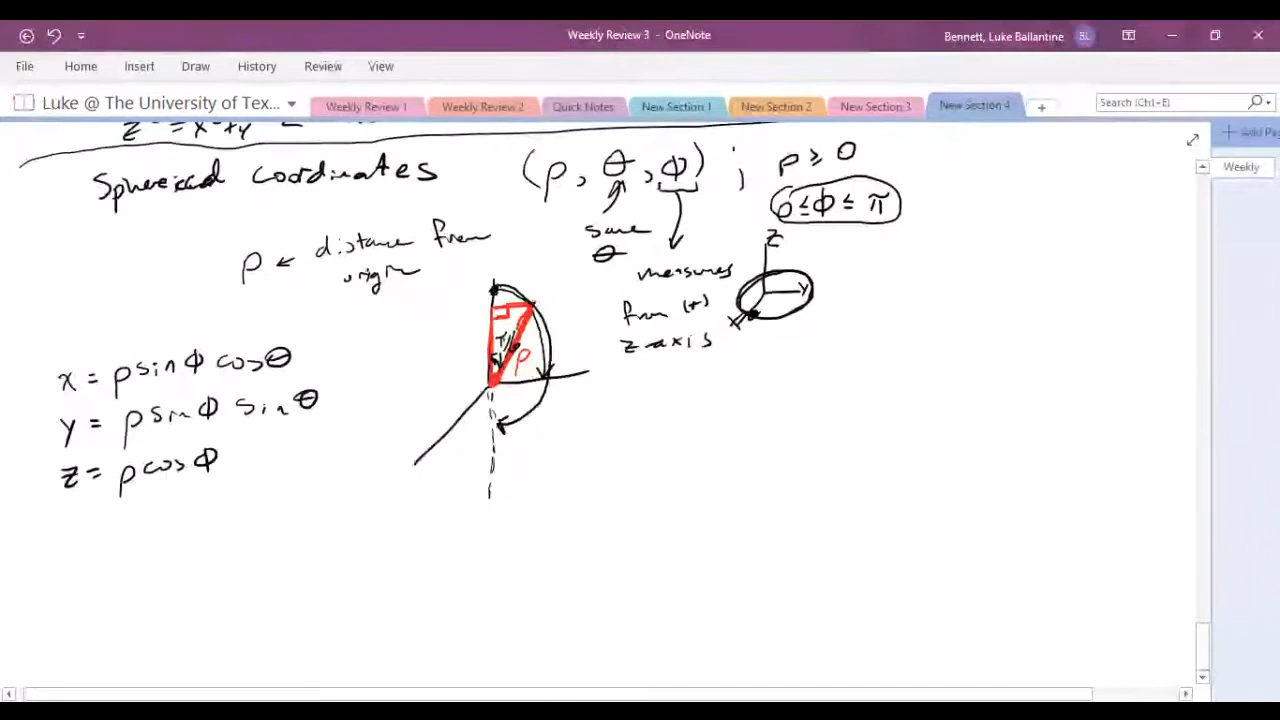 Weekly Review 3 - OneNote
Bennett, Luke Ballantine BL
File Home Insert Draw History Research Review View
Luke @ The University of Tex...
Weekly Review 1
Weekly Review 2
Quick Notes
New Section 1
New Section 2
New Section 3
New Section 4
Search (Ctrl+E)
Weekly
Spherical coordinates (ρ, θ, φ) ; ρ ≥ 0
0 ≤ φ ≤ π
ρ ← distance from
origin
same
θ
measures
from (+)
z-axis
z
y
x
ρ
x = ρ sin φ cos θ
y = ρ sin φ sin θ
z = ρ cos φ